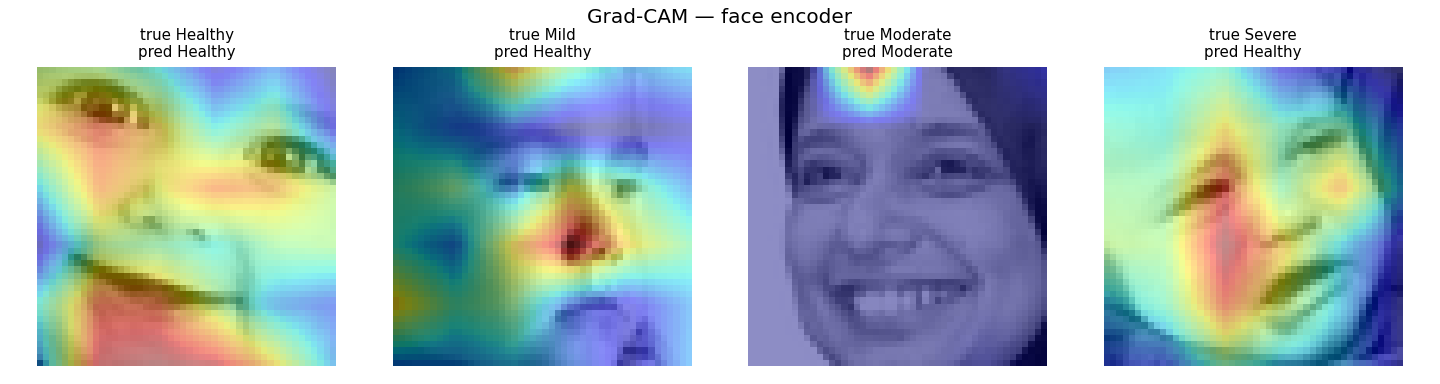 Grad-CAM — face encoder
true Healthy
pred Healthy
true Mild
pred Healthy
true Moderate
pred Moderate
true Severe
pred Healthy